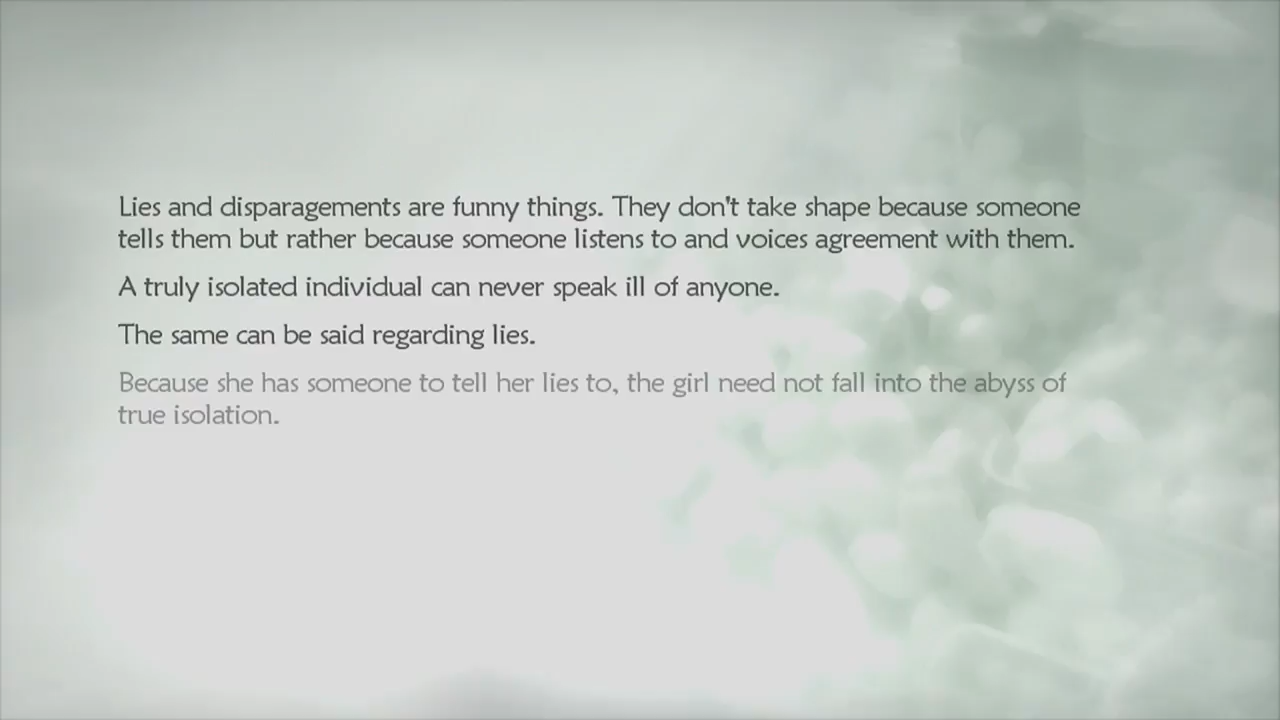 Lies and disparagements are funny things. They don't take shape because someone
tells them but rather because someone listens to and voices agreement with them.
A truly isolated individual can never speak ill of anyone.
The same can be said regarding lies.
Because she has someone to tell her lies to, the girl need not fall into the abyss of
true isolation.